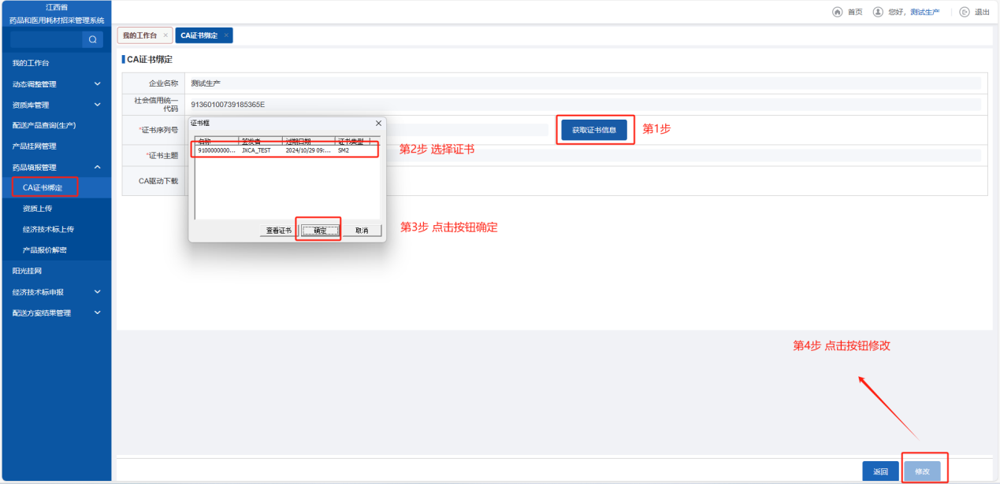 江西省
药品和医用耗材招采管理系统
首页
您好，测试生产
退出
我的工作台 ×
CA证书绑定 ×
我的工作台
动态调整管理
资质库管理
配送产品查询(生产)
产品挂网管理
药品填报管理
CA证书绑定
资质上传
经济技术标上传
产品报价解密
阳光挂网
经济技术标申报
配送方案结果管理
CA证书绑定
企业名称
测试生产
社会信用统一
代码
91360100739185365E
*证书序列号
获取证书信息
第1步
*证书主题
CA驱动下载
证书框
名称 签发者 过期日期 证书类型
9100000000... JXCA_TEST 2024/10/29 09:... SM2
第2步 选择证书
查看证书
确定
取消
第3步 点击按钮确定
第4步 点击按钮修改
返回
修改